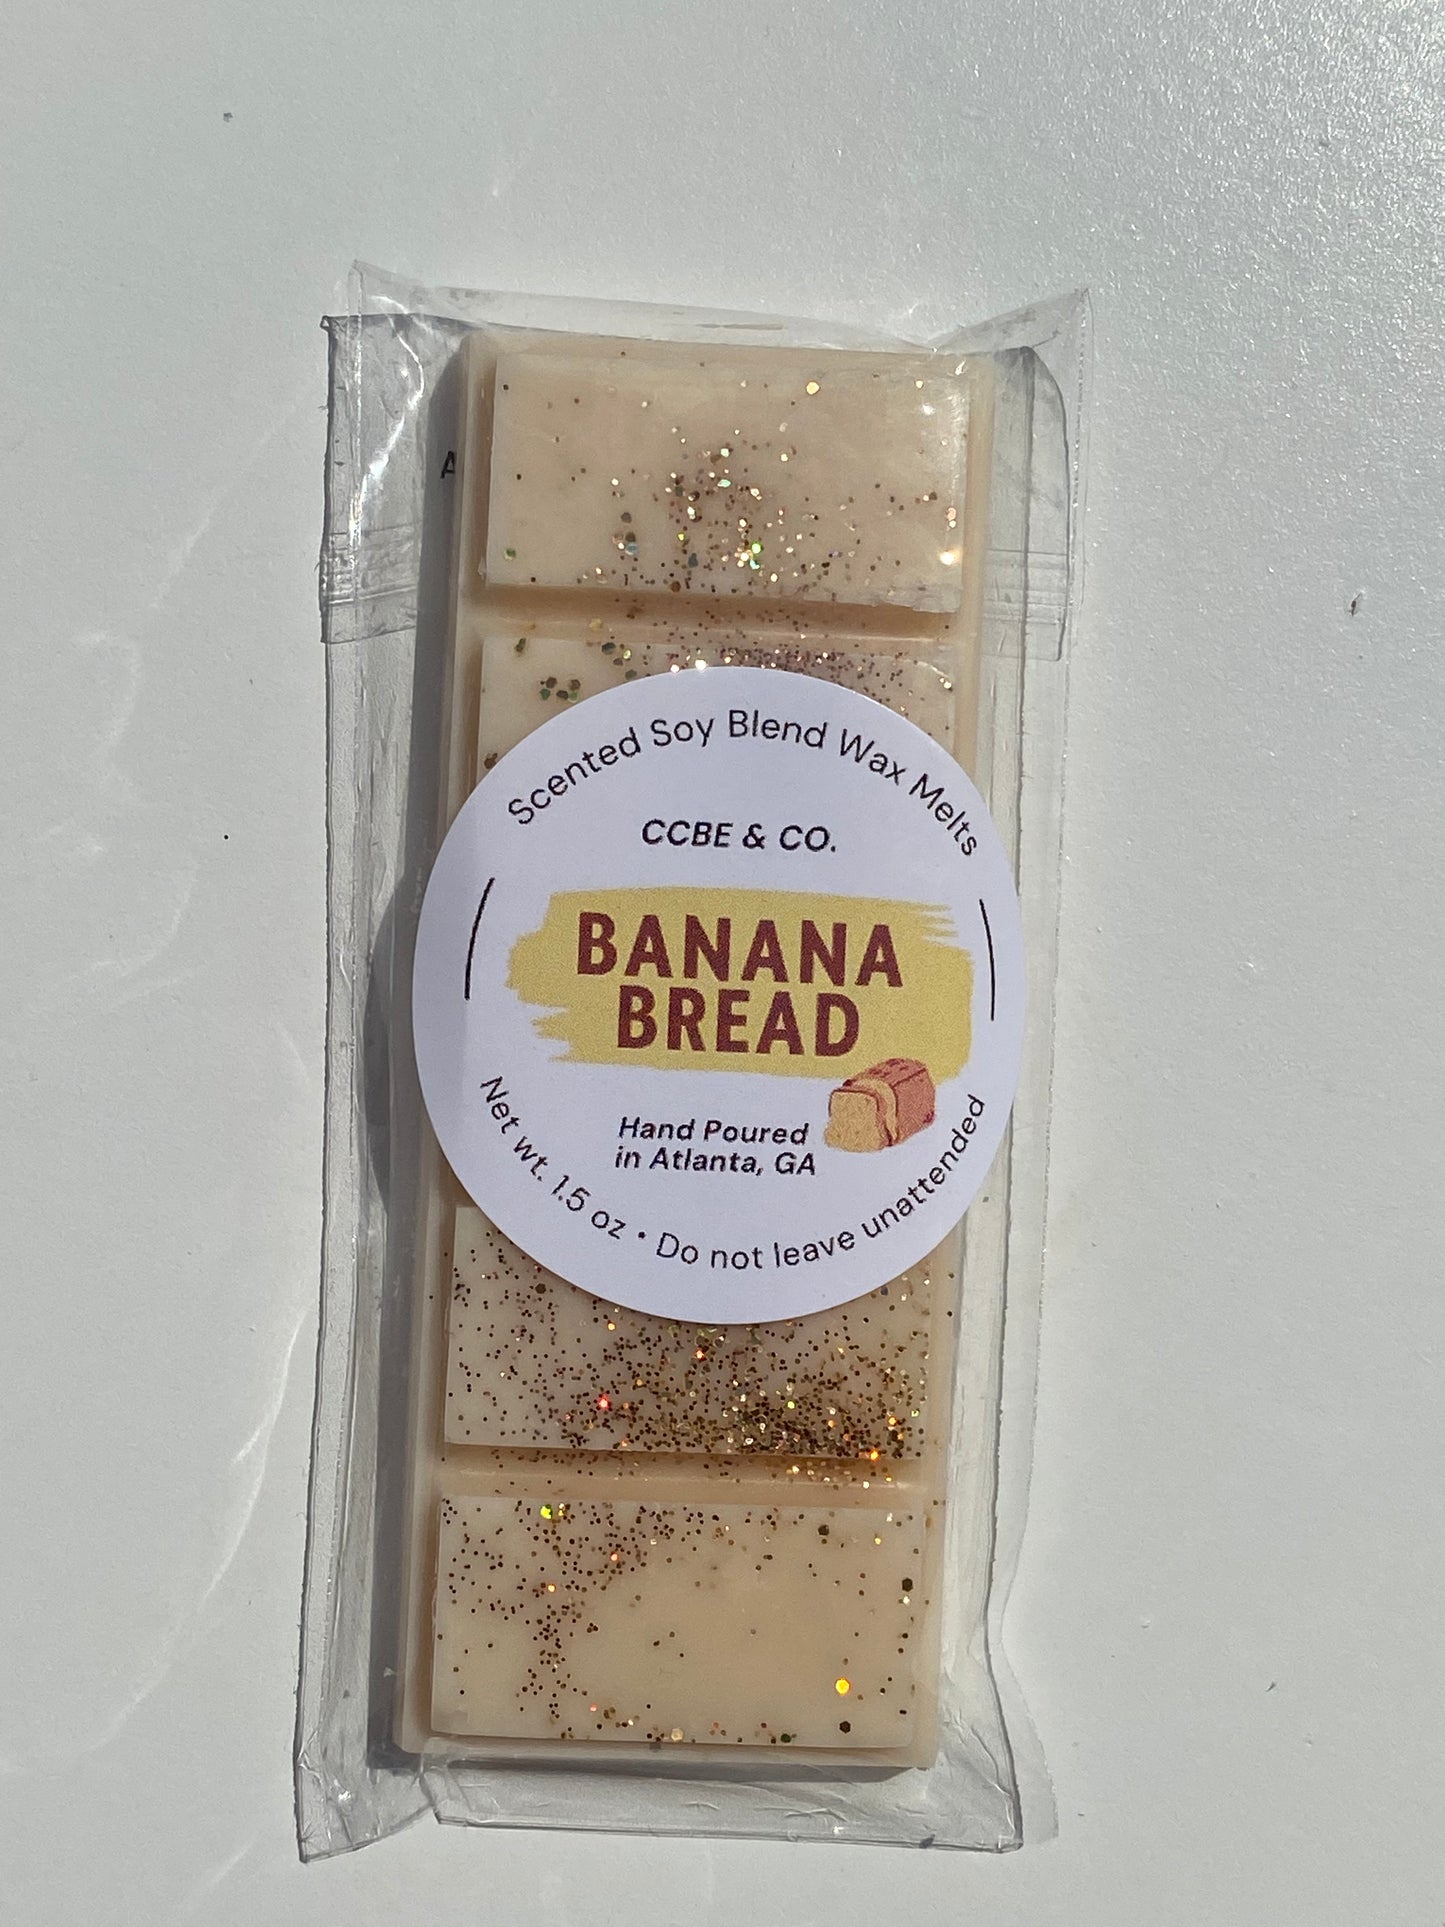 A
Scented Soy Blend Wax Melts
CCBE & CO.
BANANA
BREAD
Hand Poured
in Atlanta, GA
Net wt. 1.5 oz • Do not leave unattended